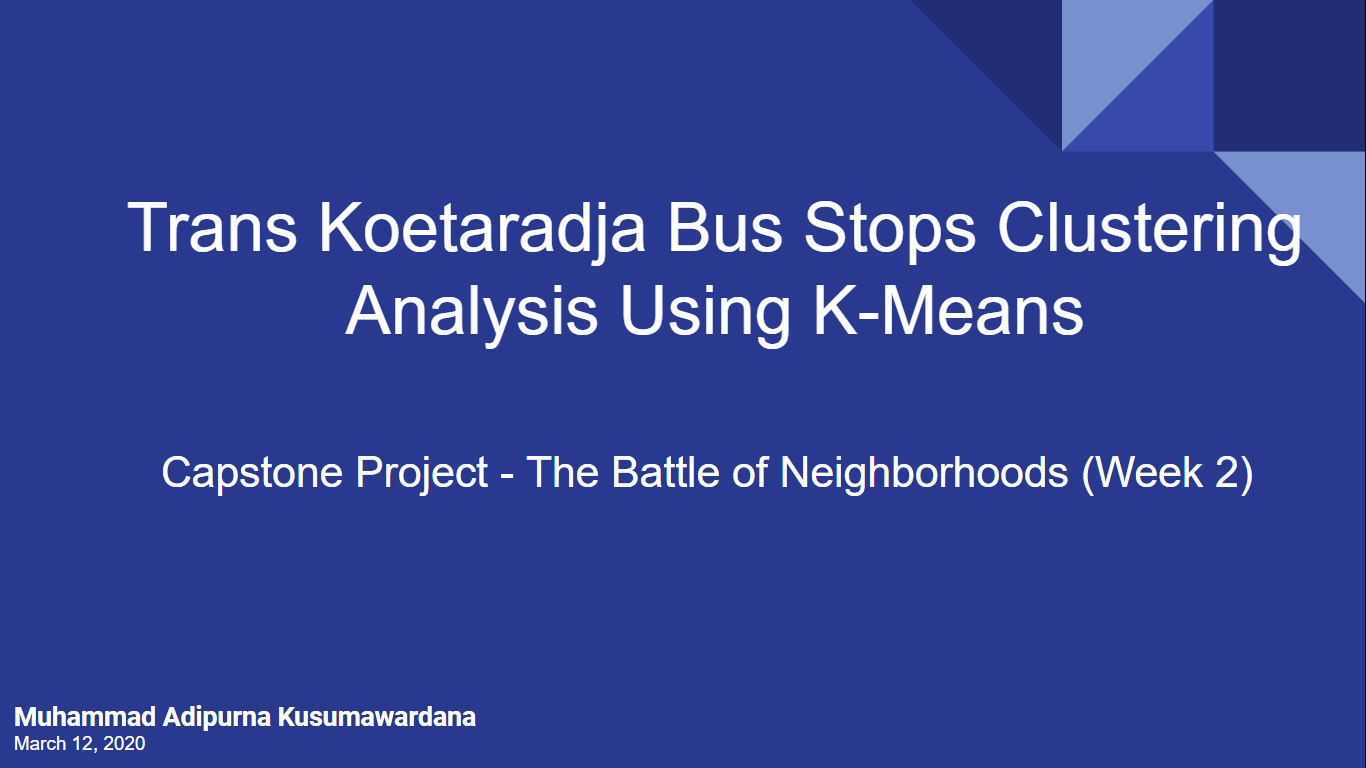 Trans Koetaradja Bus Stops Clustering
Analysis Using K-Means
Capstone Project - The Battle of Neighborhoods (Week 2)
Muhammad Adipurna Kusumawardana
March 12, 2020